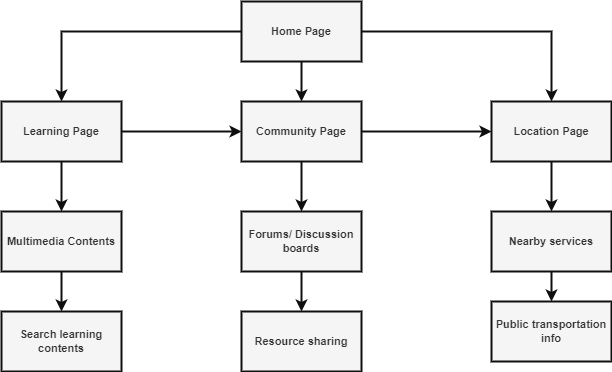 Home Page
Learning Page
Community Page
Location Page
Multimedia Contents
Forums/ Discussion
boards
Nearby services
Search learning
contents
Resource sharing
Public transportation
info